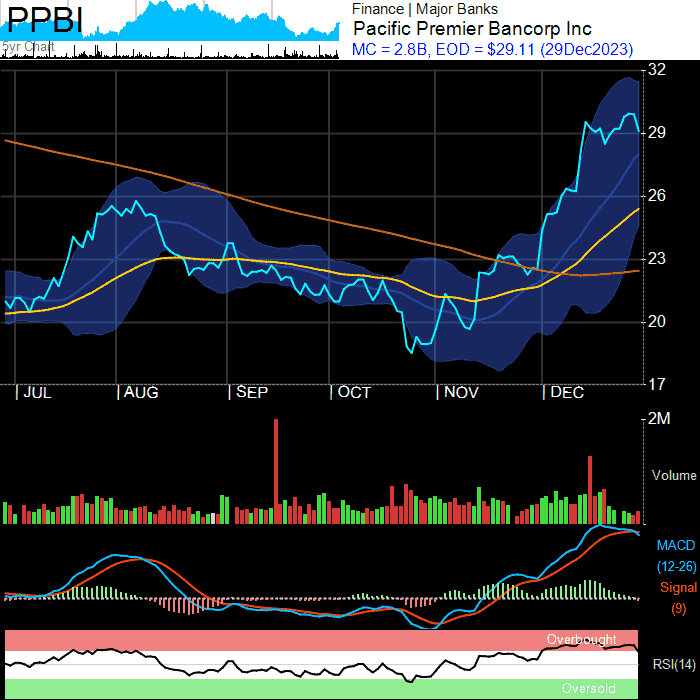 PPBI
5yr Chart
Finance | Major Banks
Pacific Premier Bancorp Inc
MC = 2.8B, EOD = $29.11 (29Dec2023)
32
29
26
23
20
17
JUL AUG SEP OCT NOV DEC
2M
Volume
MACD
(12-26)
Signal
(9)
Overbought
RSI(14)
Oversold